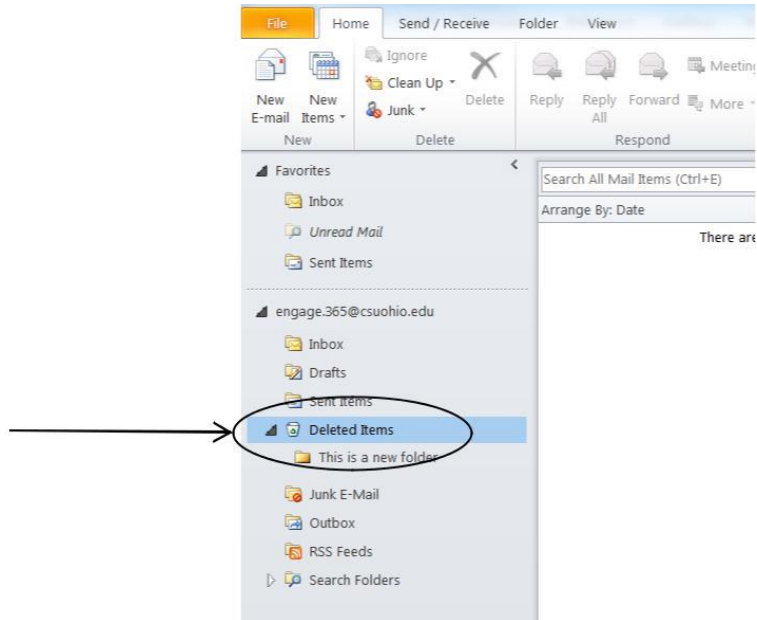 File Home Send / Receive Folder View
Ignore
Clean Up
Junk
New E-mail
New Items
Delete
Reply
Reply All
Forward
Meeting
More
New Delete Respond
Favorites
Inbox
Unread Mail
Sent Items
engage.365@csuohio.edu
Inbox
Drafts
Sent Items
Deleted Items
This is a new folder
Junk E-Mail
Outbox
RSS Feeds
Search Folders
Search All Mail Items (Ctrl+E)
Arrange By: Date
There are